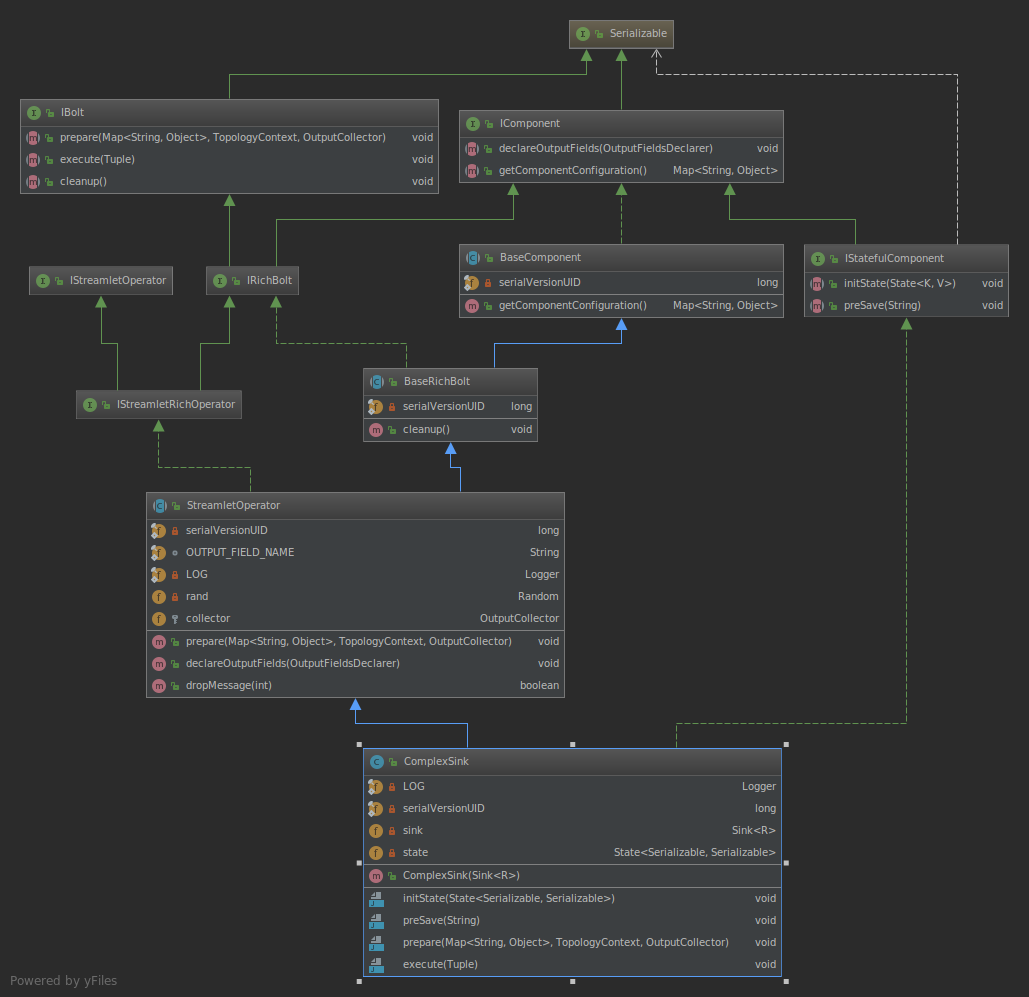 Serializable
IBolt
prepare(Map<String, Object>, TopologyContext, OutputCollector) void
execute(Tuple) void
cleanup() void
IComponent
declareOutputFields(OutputFieldsDeclarer) void
getComponentConfiguration() Map<String, Object>
IStreamletOperator
IRichBolt
BaseComponent
serialVersionUID long
getComponentConfiguration() Map<String, Object>
IStatefulComponent
initState(State<K, V>) void
preSave(String) void
IStreamletRichOperator
BaseRichBolt
serialVersionUID long
cleanup() void
StreamletOperator
serialVersionUID long
OUTPUT_FIELD_NAME String
LOG Logger
rand Random
collector OutputCollector
prepare(Map<String, Object>, TopologyContext, OutputCollector) void
declareOutputFields(OutputFieldsDeclarer) void
dropMessage(int) boolean
ComplexSink
LOG Logger
serialVersionUID long
sink Sink<R>
state State<Serializable, Serializable>
ComplexSink(Sink<R>)
initState(State<Serializable, Serializable>) void
preSave(String) void
prepare(Map<String, Object>, TopologyContext, OutputCollector) void
execute(Tuple) void
Powered by yFiles